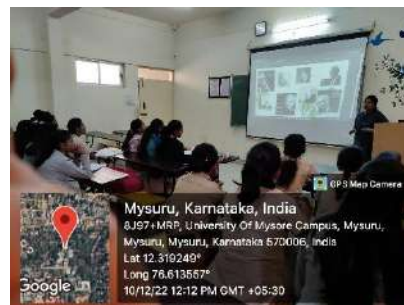 GPS Map Camera
Mysuru, Karnataka, India
8J97+MRP, University Of Mysore Campus, Mysuru,
Mysuru, Mysuru, Karnataka 570006, India
Lat 12.319249°
Long 76.613557°
10/12/22 12:12 PM GMT +05:30
Google